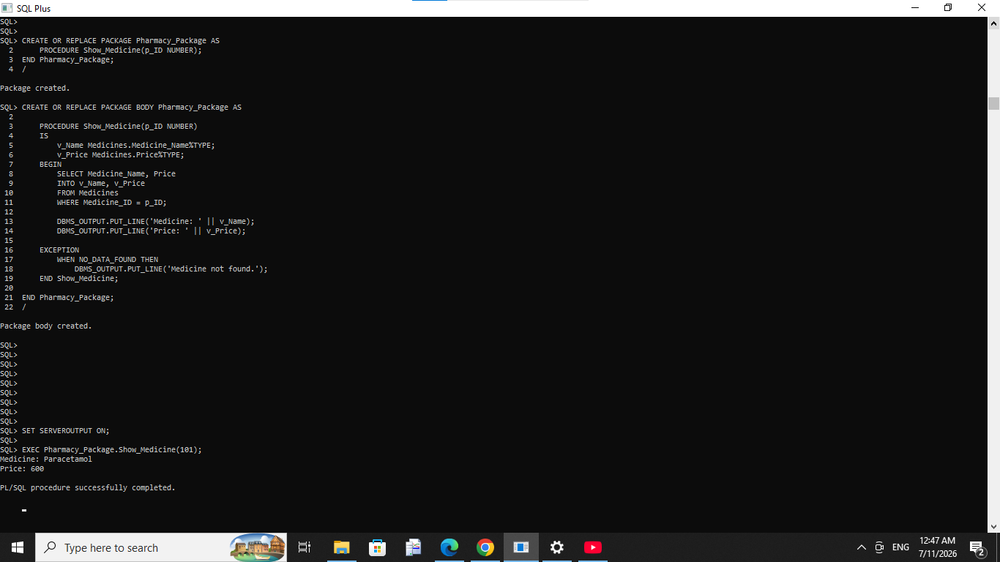 SQL Plus
SQL>
SQL>
SQL> CREATE OR REPLACE PACKAGE Pharmacy_Package AS
  2      PROCEDURE Show_Medicine(p_ID NUMBER);
  3  END Pharmacy_Package;
  4  /
Package created.
SQL> CREATE OR REPLACE PACKAGE BODY Pharmacy_Package AS
  2
  3      PROCEDURE Show_Medicine(p_ID NUMBER)
  4      IS
  5          v_Name Medicines.Medicine_Name%TYPE;
  6          v_Price Medicines.Price%TYPE;
  7      BEGIN
  8          SELECT Medicine_Name, Price
  9          INTO v_Name, v_Price
 10          FROM Medicines
 11          WHERE Medicine_ID = p_ID;
 12
 13          DBMS_OUTPUT.PUT_LINE('Medicine: ' || v_Name);
 14          DBMS_OUTPUT.PUT_LINE('Price: ' || v_Price);
 15
 16      EXCEPTION
 17          WHEN NO_DATA_FOUND THEN
 18              DBMS_OUTPUT.PUT_LINE('Medicine not found.');
 19      END Show_Medicine;
 20
 21  END Pharmacy_Package;
 22  /
Package body created.
SQL>
SQL>
SQL>
SQL>
SQL>
SQL>
SQL>
SQL>
SQL>
SQL> SET SERVEROUTPUT ON;
SQL>
SQL> EXEC Pharmacy_Package.Show_Medicine(101);
Medicine: Paracetamol
Price: 600
PL/SQL procedure successfully completed.
Type here to search
ENG
12:47 AM
7/11/2026
2